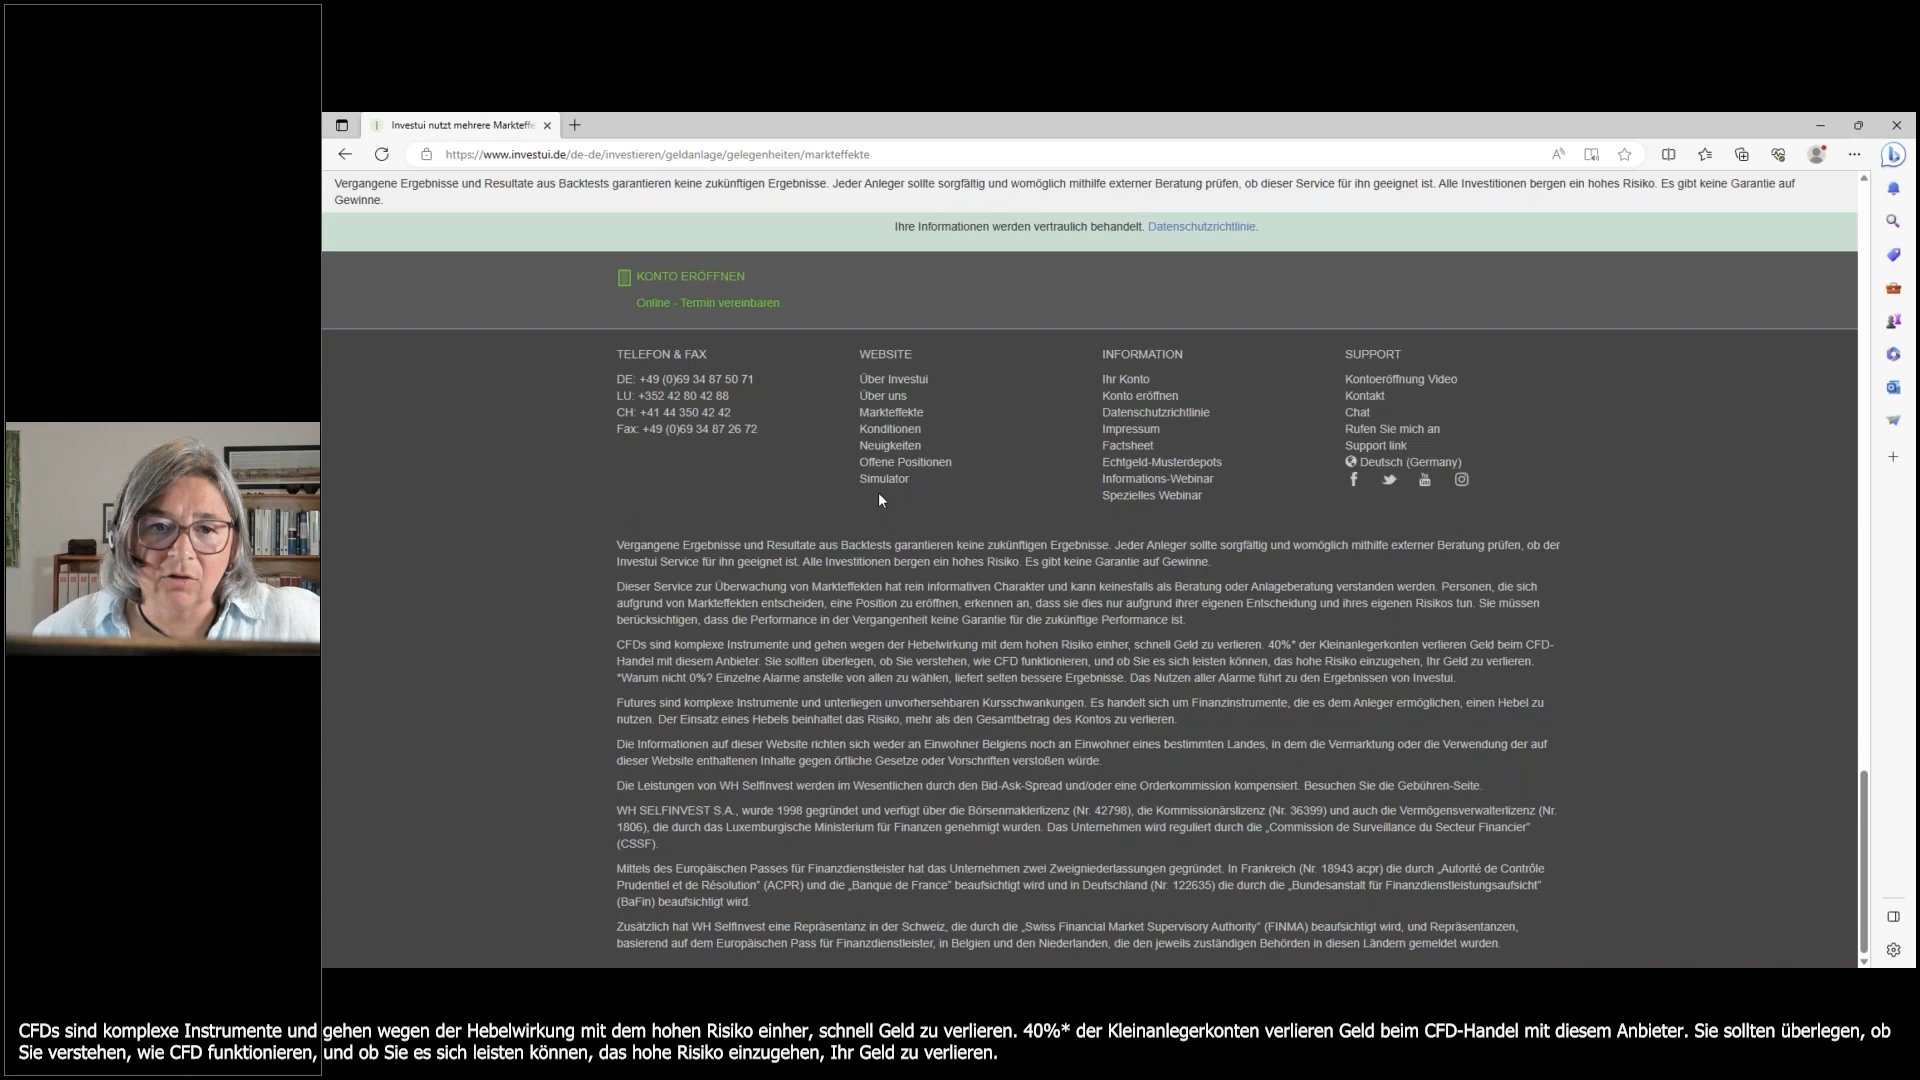 Investui nutzt mehrere Markteffe
https://www.investui.de/de-de/investieren/geldanlage/gelegenheiten/markteffekte
Vergangene Ergebnisse und Resultate aus Backtests garantieren keine zukünftigen Ergebnisse. Jeder Anleger sollte sorgfältig und womöglich mithilfe externer Beratung prüfen, ob dieser Service für ihn geeignet ist. Alle Investitionen bergen ein hohes Risiko. Es gibt keine Garantie auf
Gewinne.
Ihre Informationen werden vertraulich behandelt. Datenschutzrichtlinie.
KONTO ERÖFFNEN
Online - Termin vereinbaren
TELEFON & FAX
DE: +49 (0)69 34 87 50 71
LU: +352 42 80 42 88
CH: +41 44 350 42 42
Fax: +49 (0)69 34 87 26 72
WEBSITE
Über Investui
Über uns
Markteffekte
Konditionen
Neuigkeiten
Offene Positionen
Simulator
INFORMATION
Ihr Konto
Konto eröffnen
Datenschutzrichtlinie
Impressum
Factsheet
Echtgeld-Musterdepots
Informations-Webinar
Spezielles Webinar
SUPPORT
Kontoeröffnung Video
Kontakt
Chat
Rufen Sie mich an
Support link
Deutsch (Germany)
Vergangene Ergebnisse und Resultate aus Backtests garantieren keine zukünftigen Ergebnisse. Jeder Anleger sollte sorgfältig und womöglich mithilfe externer Beratung prüfen, ob der
Investui Service für ihn geeignet ist. Alle Investitionen bergen ein hohes Risiko. Es gibt keine Garantie auf Gewinne.
Dieser Service zur Überwachung von Markteffekten hat rein informativen Charakter und kann keinesfalls als Beratung oder Anlageberatung verstanden werden. Personen, die sich
aufgrund von Markteffekten entscheiden, eine Position zu eröffnen, erkennen an, dass sie dies nur aufgrund ihrer eigenen Entscheidung und ihres eigenen Risikos tun. Sie müssen
berücksichtigen, dass die Performance in der Vergangenheit keine Garantie für die zukünftige Performance ist.
CFDs sind komplexe Instrumente und gehen wegen der Hebelwirkung mit dem hohen Risiko einher, schnell Geld zu verlieren. 40%* der Kleinanlegerkonten verlieren Geld beim CFD-
Handel mit diesem Anbieter. Sie sollten überlegen, ob Sie verstehen, wie CFD funktionieren, und ob Sie es sich leisten können, das hohe Risiko einzugehen, Ihr Geld zu verlieren.
*Warum nicht 0%? Einzelne Alarme anstelle von allen zu wählen, liefert selten bessere Ergebnisse. Das Nutzen aller Alarme führt zu den Ergebnissen von Investui.
Futures sind komplexe Instrumente und unterliegen unvorhersehbaren Kursschwankungen. Es handelt sich um Finanzinstrumente, die es dem Anleger ermöglichen, einen Hebel zu
nutzen. Der Einsatz eines Hebels beinhaltet das Risiko, mehr als den Gesamtbetrag des Kontos zu verlieren.
Die Informationen auf dieser Website richten sich weder an Einwohner Belgiens noch an Einwohner eines bestimmten Landes, in dem die Vermarktung oder die Verwendung der auf
dieser Website enthaltenen Inhalte gegen örtliche Gesetze oder Vorschriften verstoßen würde.
Die Leistungen von WH SelfInvest werden im Wesentlichen durch den Bid-Ask-Spread und/oder eine Orderkommission kompensiert. Besuchen Sie die Gebühren-Seite.
WH SELFINVEST S.A., wurde 1998 gegründet und verfügt über die Börsenmaklerlizenz (Nr. 42798), die Kommissionärslizenz (Nr. 36399) und auch die Vermögensverwalterlizenz (Nr.
1806), die durch das Luxemburgische Ministerium für Finanzen genehmigt wurden. Das Unternehmen wird reguliert durch die „Commission de Surveillance du Secteur Financier”
(CSSF).
Mittels des Europäischen Passes für Finanzdienstleister hat das Unternehmen zwei Zweigniederlassungen gegründet. In Frankreich (Nr. 18943 acpr) die durch „Autorité de Contrôle
Prudentiel et de Résolution” (ACPR) und die „Banque de France” beaufsichtigt wird und in Deutschland (Nr. 122635) die durch die „Bundesanstalt für Finanzdienstleistungsaufsicht”
(BaFin) beaufsichtigt wird.
Zusätzlich hat WH SelfInvest eine Repräsentanz in der Schweiz, die durch die „Swiss Financial Market Supervisory Authority” (FINMA) beaufsichtigt wird, und Repräsentanzen,
basierend auf dem Europäischen Pass für Finanzdienstleister, in Belgien und den Niederlanden, die den jeweils zuständigen Behörden in diesen Ländern gemeldet wurden.
CFDs sind komplexe Instrumente und gehen wegen der Hebelwirkung mit dem hohen Risiko einher, schnell Geld zu verlieren. 40%* der Kleinanlegerkonten verlieren Geld beim CFD-Handel mit diesem Anbieter. Sie sollten überlegen, ob
Sie verstehen, wie CFD funktionieren, und ob Sie es sich leisten können, das hohe Risiko einzugehen, Ihr Geld zu verlieren.